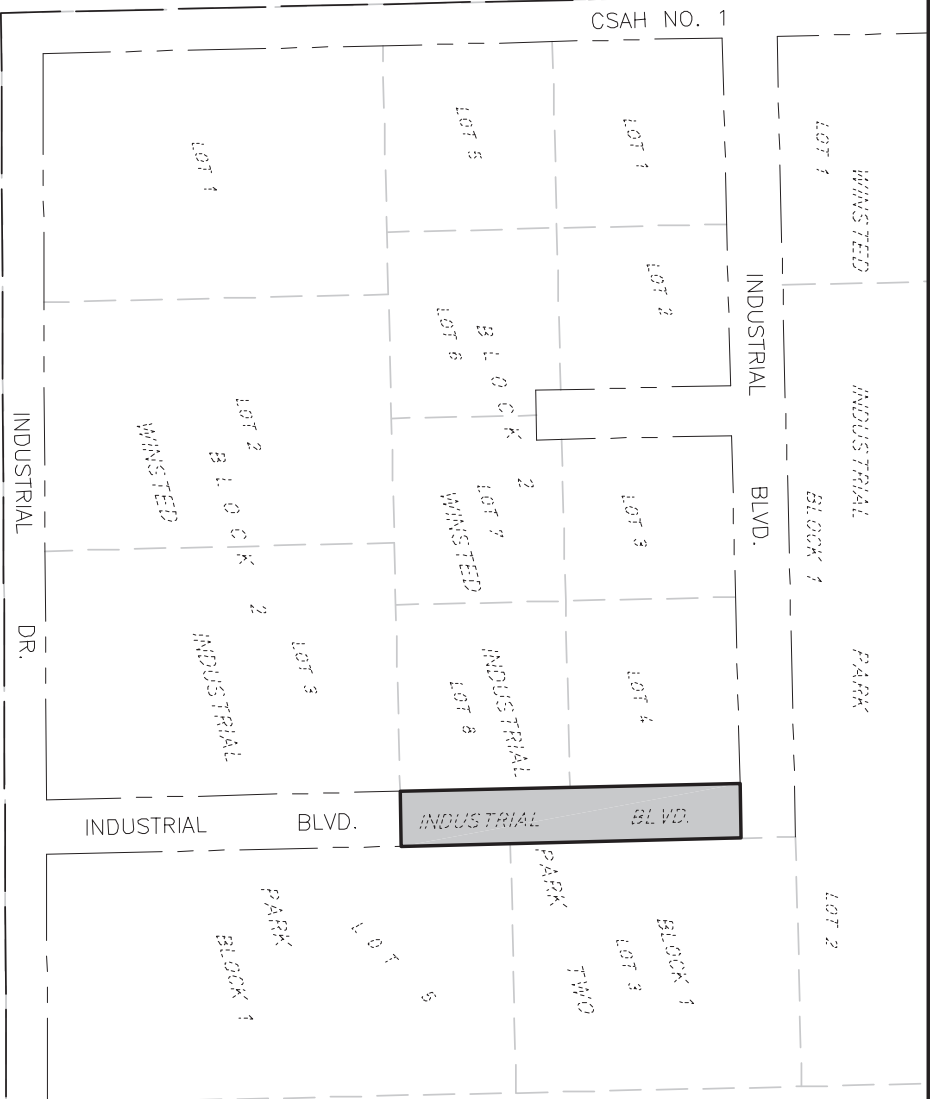 CSAH NO. 1
LOT 1
LOT 5
LOT 1
LOT 1
WINSTED
LOT 2
INDUSTRIAL
LOT 6
BLOCK 2
INDUSTRIAL
LOT 2
WINSTED
BLOCK 2
INDUSTRIAL
DR.
LOT 7
WINSTED
LOT 3
BLVD.
BLOCK 1
PARK
LOT 3
INDUSTRIAL
LOT 8
INDUSTRIAL
LOT 4
INDUSTRIAL BLVD.
INDUSTRIAL BLVD.
PARK
BLOCK 1
LOT 5
PARK
TWO
LOT 3
BLOCK 1
LOT 2